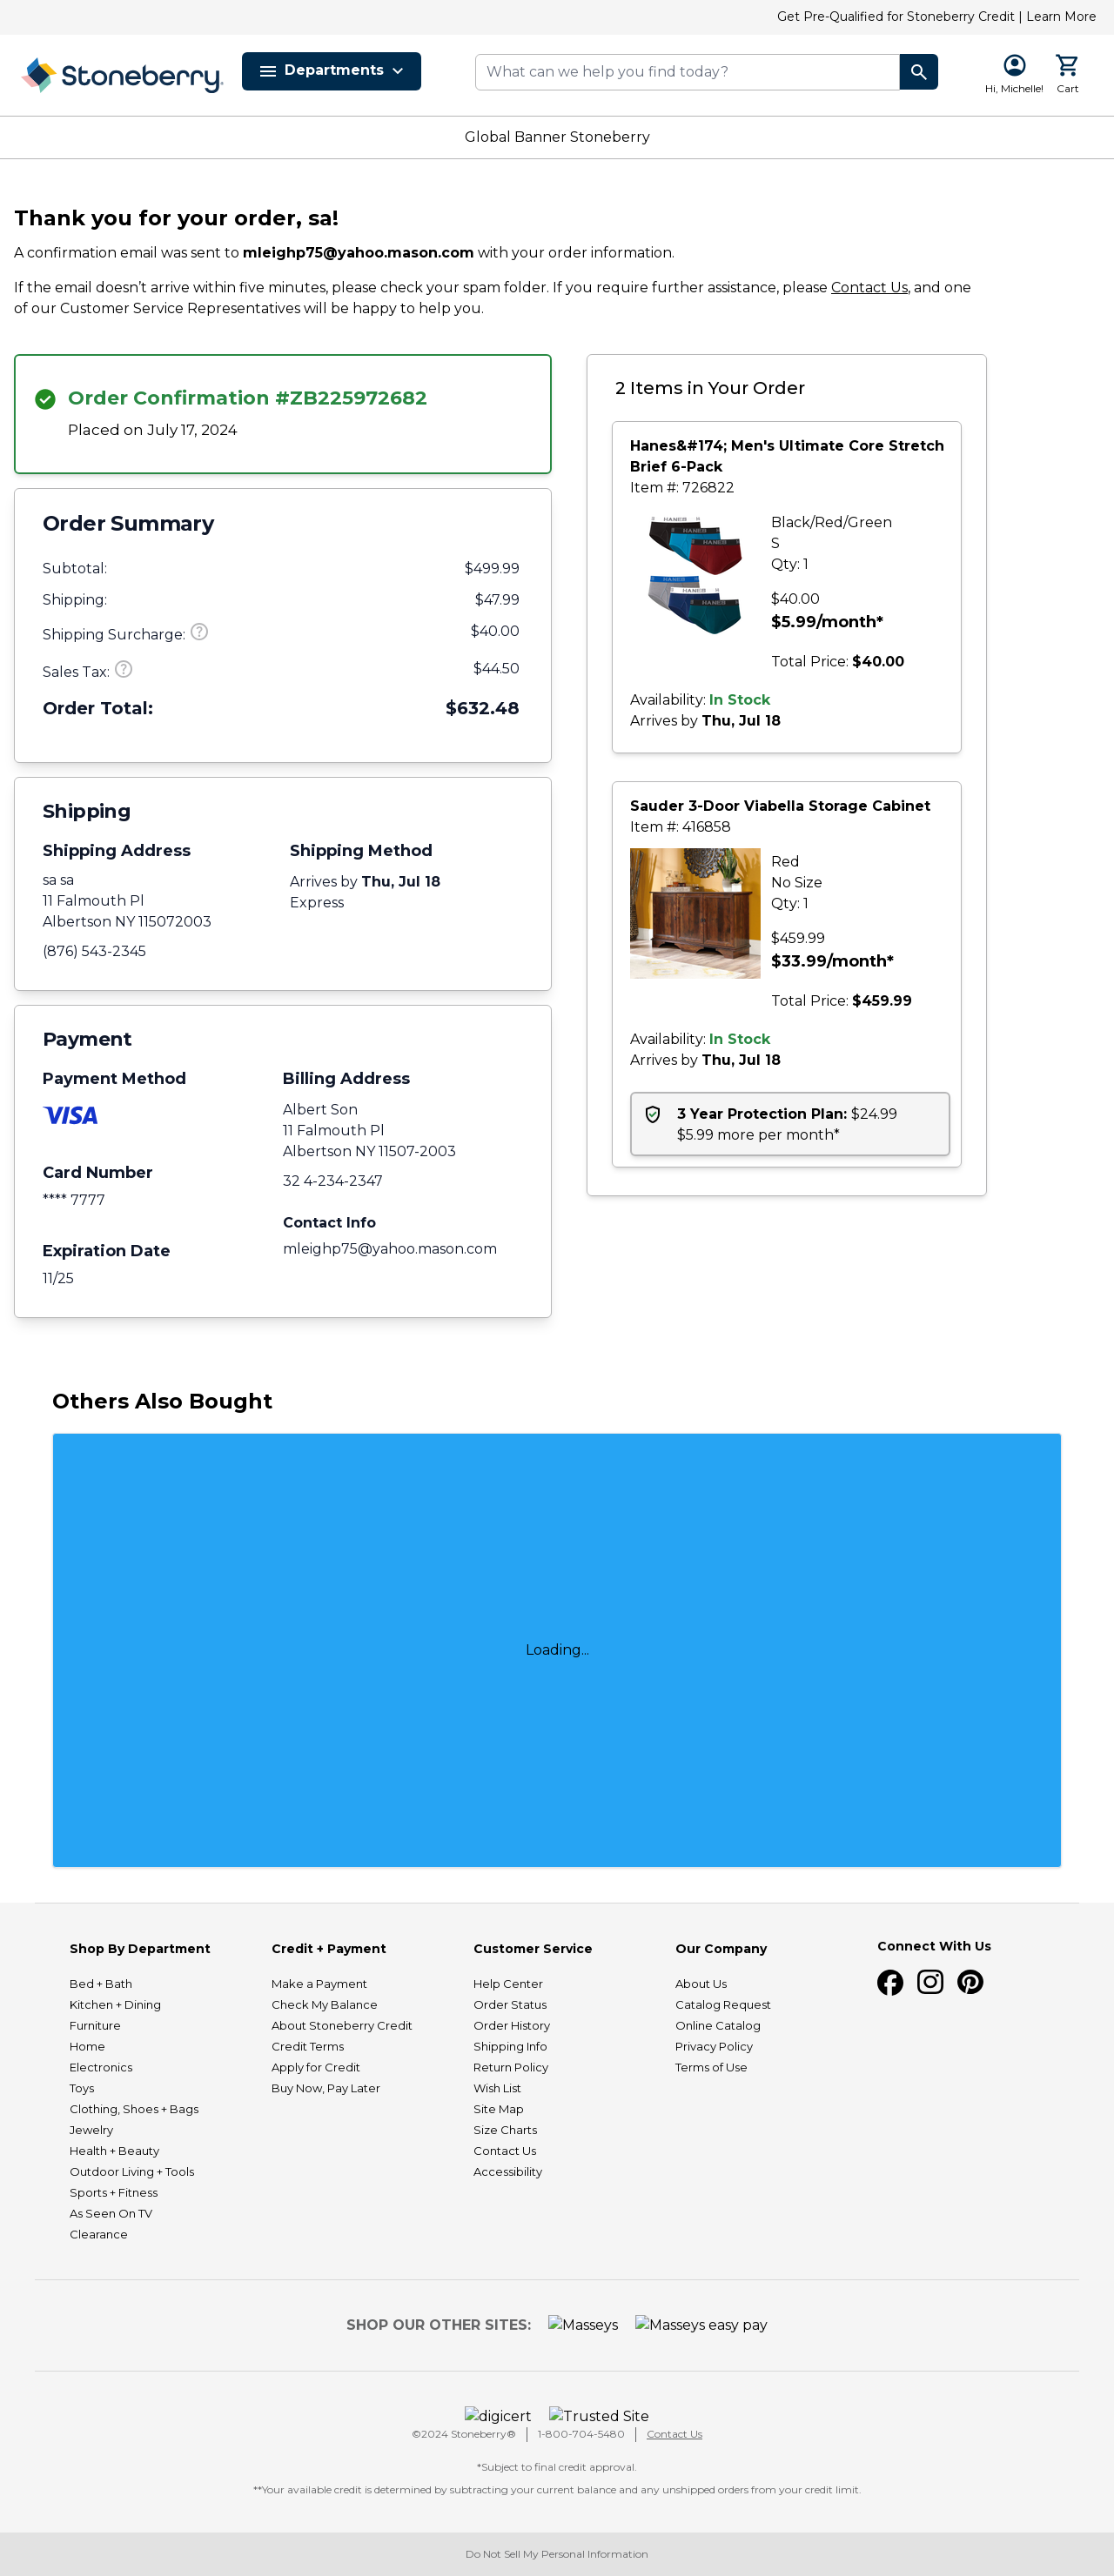 Get Pre-Qualified for Stoneberry Credit | Learn More
Stoneberry.
Departments
What can we help you find today?
Hi, Michelle!
Cart
Global Banner Stoneberry
Thank you for your order, sa!
A confirmation email was sent to mleighp75@yahoo.mason.com with your order information.
If the email doesn’t arrive within five minutes, please check your spam folder. If you require further assistance, please Contact Us, and one
of our Customer Service Representatives will be happy to help you.
Order Confirmation #ZB225972682
Placed on July 17, 2024
Order Summary
Subtotal: $499.99
Shipping: $47.99
Shipping Surcharge: ? $40.00
Sales Tax: ? $44.50
Order Total: $632.48
Shipping
Shipping Address
sa sa
11 Falmouth Pl
Albertson NY 115072003
(876) 543-2345
Shipping Method
Arrives by Thu, Jul 18
Express
Payment
Payment Method
VISA
Card Number
**** 7777
Expiration Date
11/25
Billing Address
Albert Son
11 Falmouth Pl
Albertson NY 11507-2003
32 4-234-2347
Contact Info
mleighp75@yahoo.mason.com
2 Items in Your Order
Hanes&#174; Men's Ultimate Core Stretch
Brief 6-Pack
Item #: 726822
HANES
HANES
HANES
HANES
HANES
HANES
Black/Red/Green
S
Qty: 1
$40.00
$5.99/month*
Total Price: $40.00
Availability: In Stock
Arrives by Thu, Jul 18
Sauder 3-Door Viabella Storage Cabinet
Item #: 416858
Red
No Size
Qty: 1
$459.99
$33.99/month*
Total Price: $459.99
Availability: In Stock
Arrives by Thu, Jul 18
3 Year Protection Plan: $24.99
$5.99 more per month*
Others Also Bought
Loading...
Shop By Department
Bed + Bath
Kitchen + Dining
Furniture
Home
Electronics
Toys
Clothing, Shoes + Bags
Jewelry
Health + Beauty
Outdoor Living + Tools
Sports + Fitness
As Seen On TV
Clearance
Credit + Payment
Make a Payment
Check My Balance
About Stoneberry Credit
Credit Terms
Apply for Credit
Buy Now, Pay Later
Customer Service
Help Center
Order Status
Order History
Shipping Info
Return Policy
Wish List
Site Map
Size Charts
Contact Us
Accessibility
Our Company
About Us
Catalog Request
Online Catalog
Privacy Policy
Terms of Use
Connect With Us
SHOP OUR OTHER SITES: Masseys Masseys easy pay
digicert Trusted Site
©2024 Stoneberry® 1-800-704-5480 Contact Us
*Subject to final credit approval.
**Your available credit is determined by subtracting your current balance and any unshipped orders from your credit limit.
Do Not Sell My Personal Information